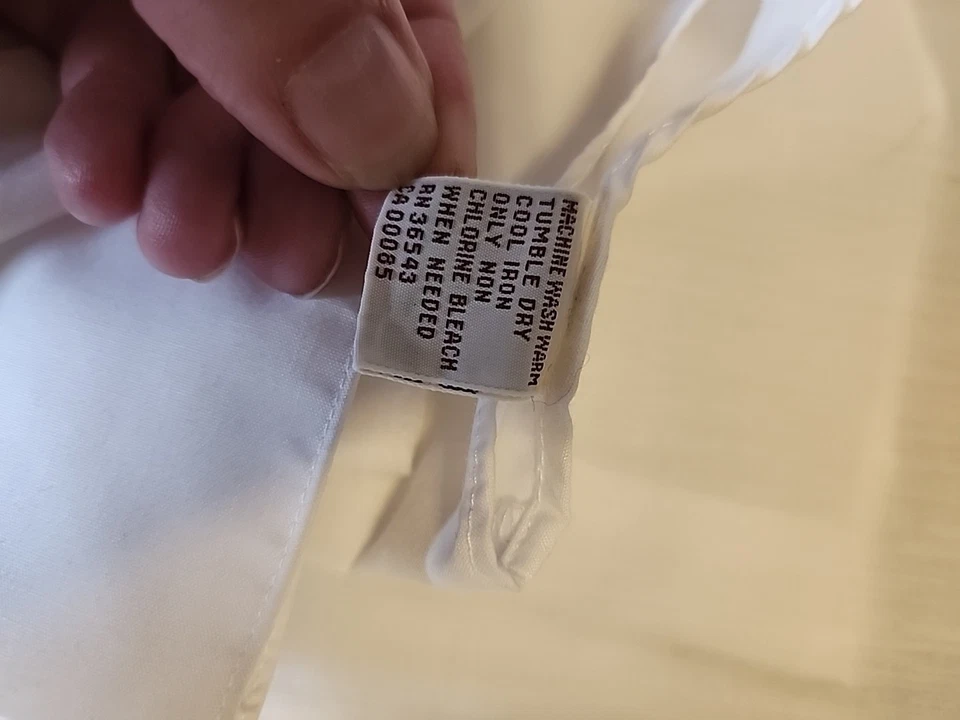 MACHINE WASH WARM
TUMBLE DRY
COOL IRON
ONLY NON
CHLORINE BLEACH
WHEN NEEDED
RN 36543
CA 00065